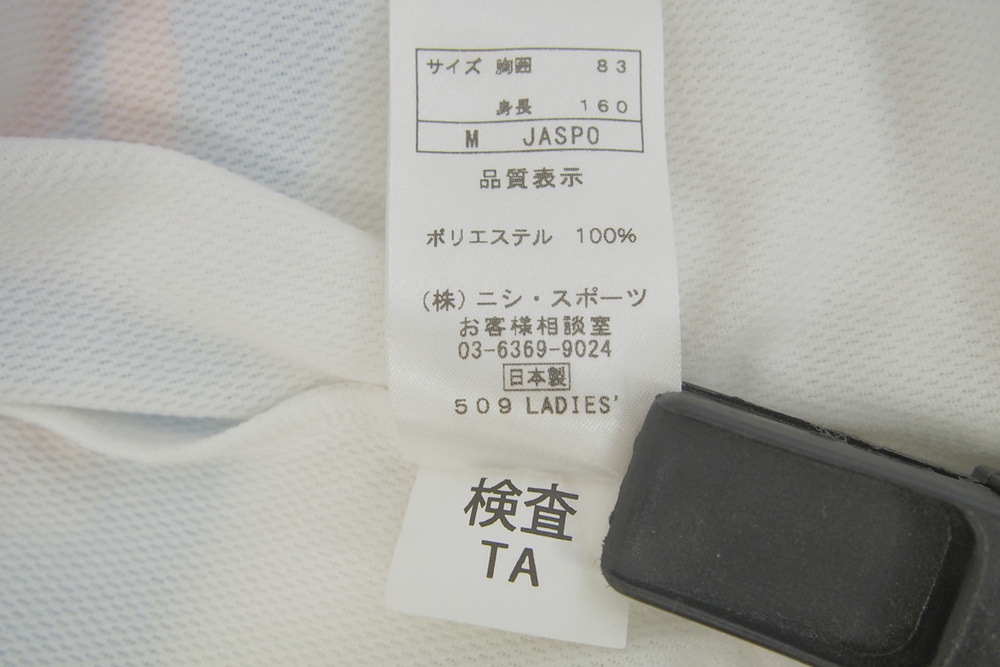 サイズ 胸囲 83
身長 160
M JASPO
品質表示
ポリエステル 100%
(株)ニシ・スポーツ
お客様相談室
03-6369-9024
日本製
509 LADIES'
検査
TA